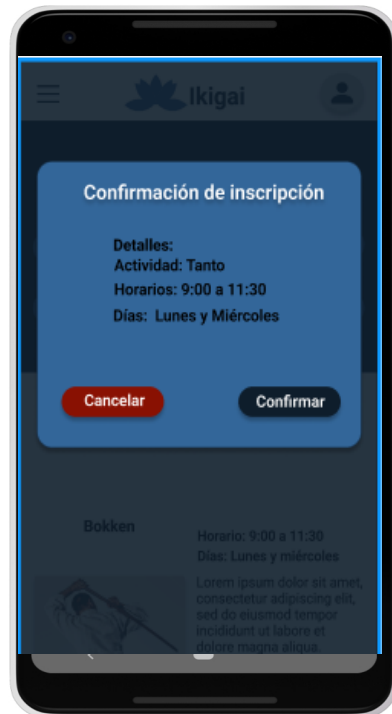 Ikigai
Confirmación de inscripción
Detalles:
Actividad: Tanto
Horarios: 9:00 a 11:30
Días: Lunes y Miércoles
Cancelar
Confirmar
Bokken
Horario: 9:00 a 11:30
Días: Lunes y miércoles
Lorem ipsum dolor sit amet,
consectetur adipiscing elit,
sed do eiusmod tempor
incididunt ut labore et
dolore magna aliqua.